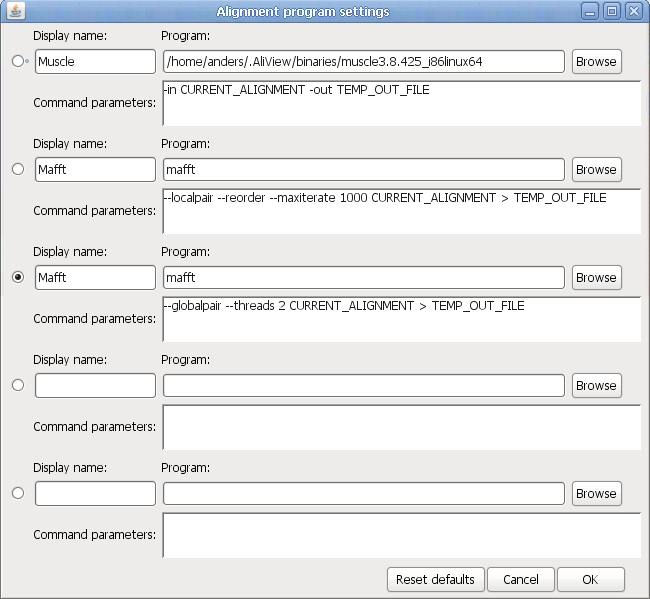 Alignment program settings
Display name: Program:
Muscle /home/anders/.AliView/binaries/muscle3.8.425_i86linux64 Browse
Command parameters: -in CURRENT_ALIGNMENT -out TEMP_OUT_FILE
Display name: Program:
Mafft mafft Browse
Command parameters: --localpair --reorder --maxiterate 1000 CURRENT_ALIGNMENT > TEMP_OUT_FILE
Display name: Program:
Mafft mafft Browse
Command parameters: --globalpair --threads 2 CURRENT_ALIGNMENT > TEMP_OUT_FILE
Display name: Program:
Browse
Command parameters:
Display name: Program:
Browse
Command parameters:
Reset defaults Cancel OK